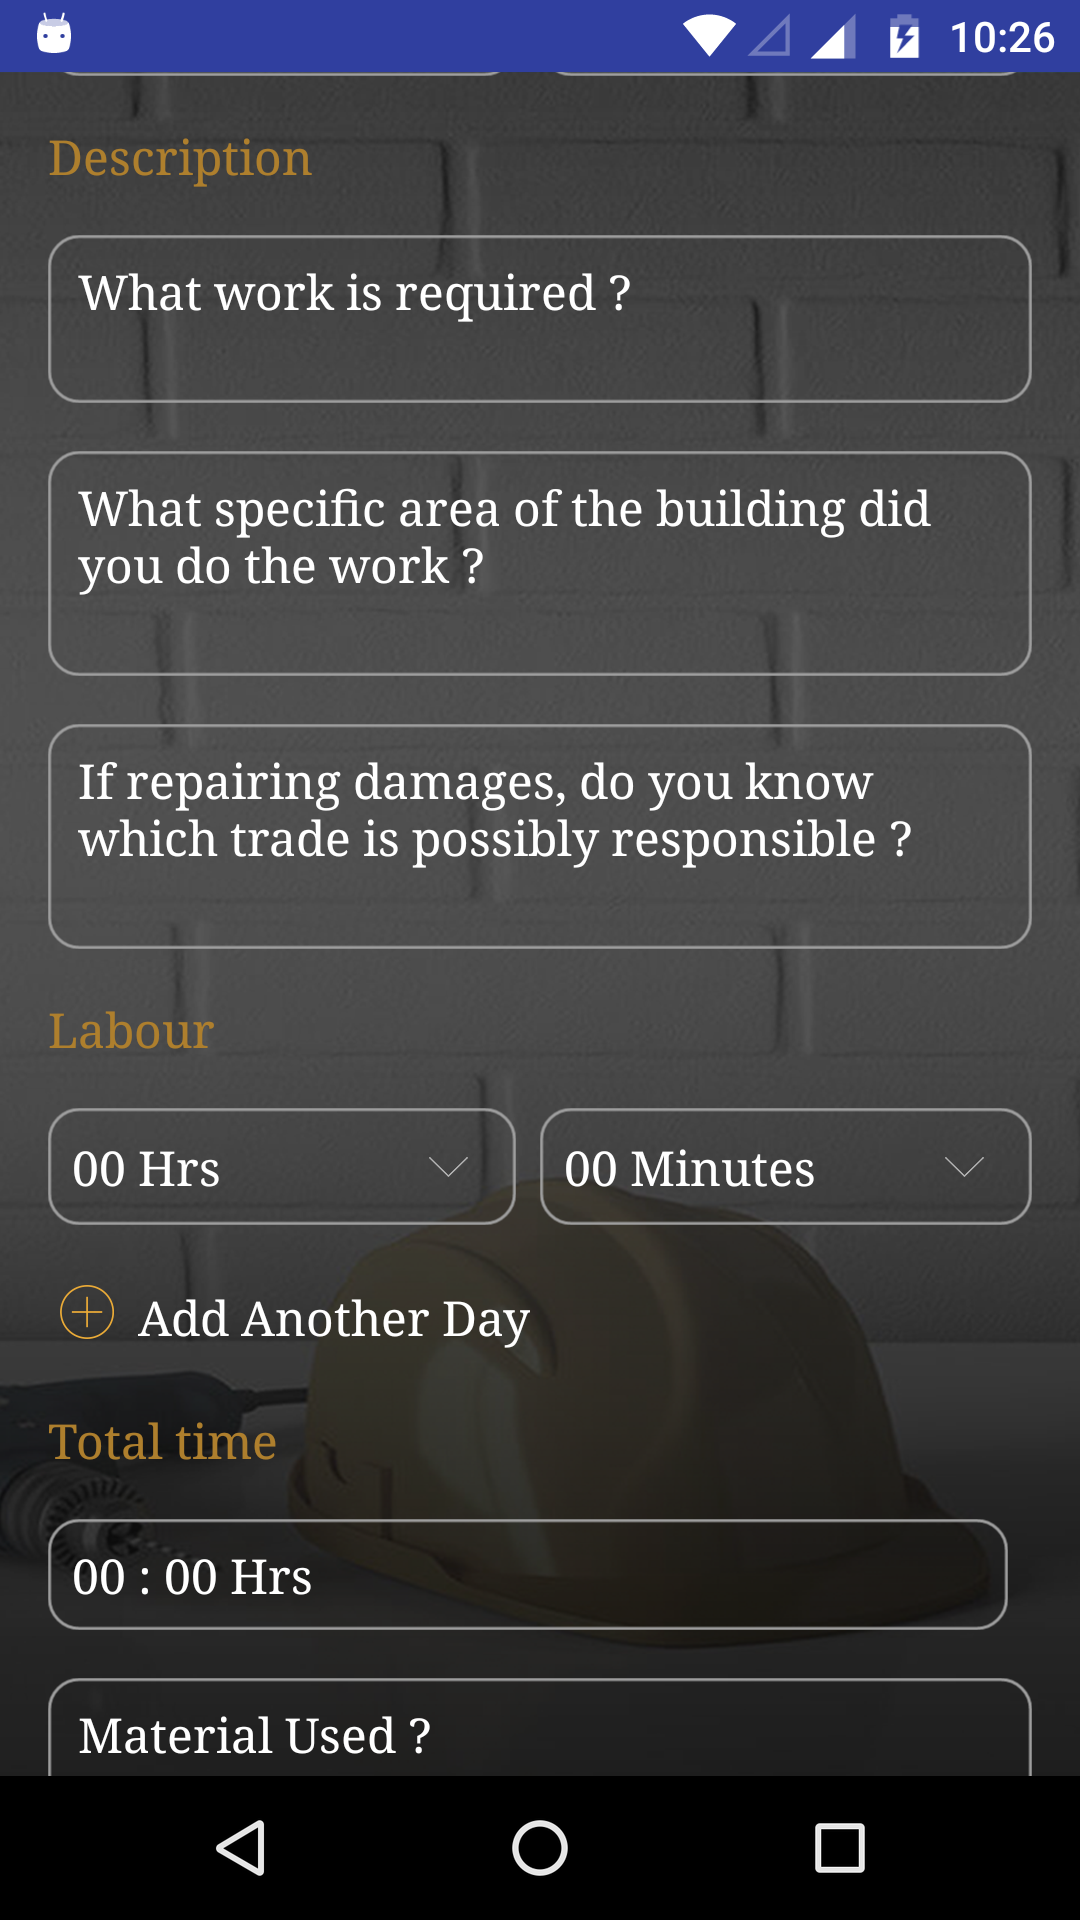 10:26
Description
What work is required ?
What specific area of the building did
you do the work ?
If repairing damages, do you know
which trade is possibly responsible ?
Labour
00 Hrs
00 Minutes
Add Another Day
Total time
00 : 00 Hrs
Material Used ?